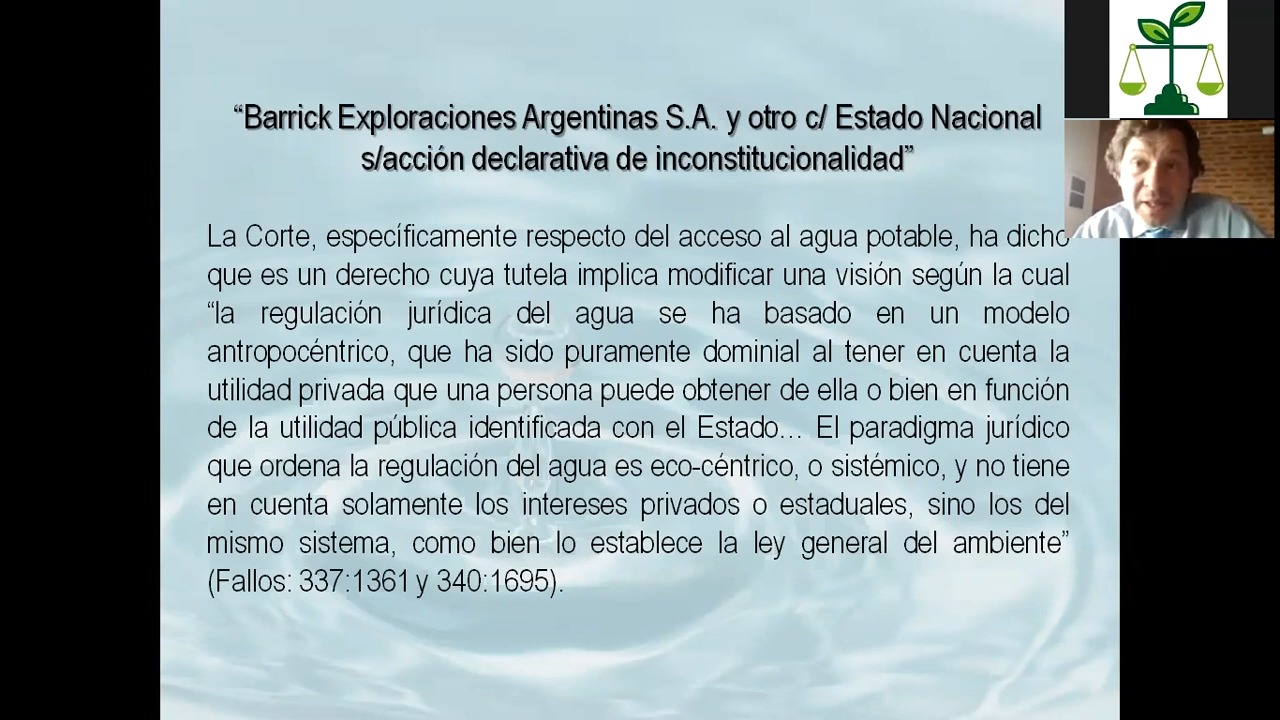 “Barrick Exploraciones Argentinas S.A. y otro c/ Estado Nacional
s/acción declarativa de inconstitucionalidad”
La Corte, específicamente respecto del acceso al agua potable, ha dicho
que es un derecho cuya tutela implica modificar una visión según la cual
“la regulación jurídica del agua se ha basado en un modelo
antropocéntrico, que ha sido puramente dominial al tener en cuenta la
utilidad privada que una persona puede obtener de ella o bien en función
de la utilidad pública identificada con el Estado… El paradigma jurídico
que ordena la regulación del agua es eco-céntrico, o sistémico, y no tiene
en cuenta solamente los intereses privados o estaduales, sino los del
mismo sistema, como bien lo establece la ley general del ambiente”
(Fallos: 337:1361 y 340:1695).